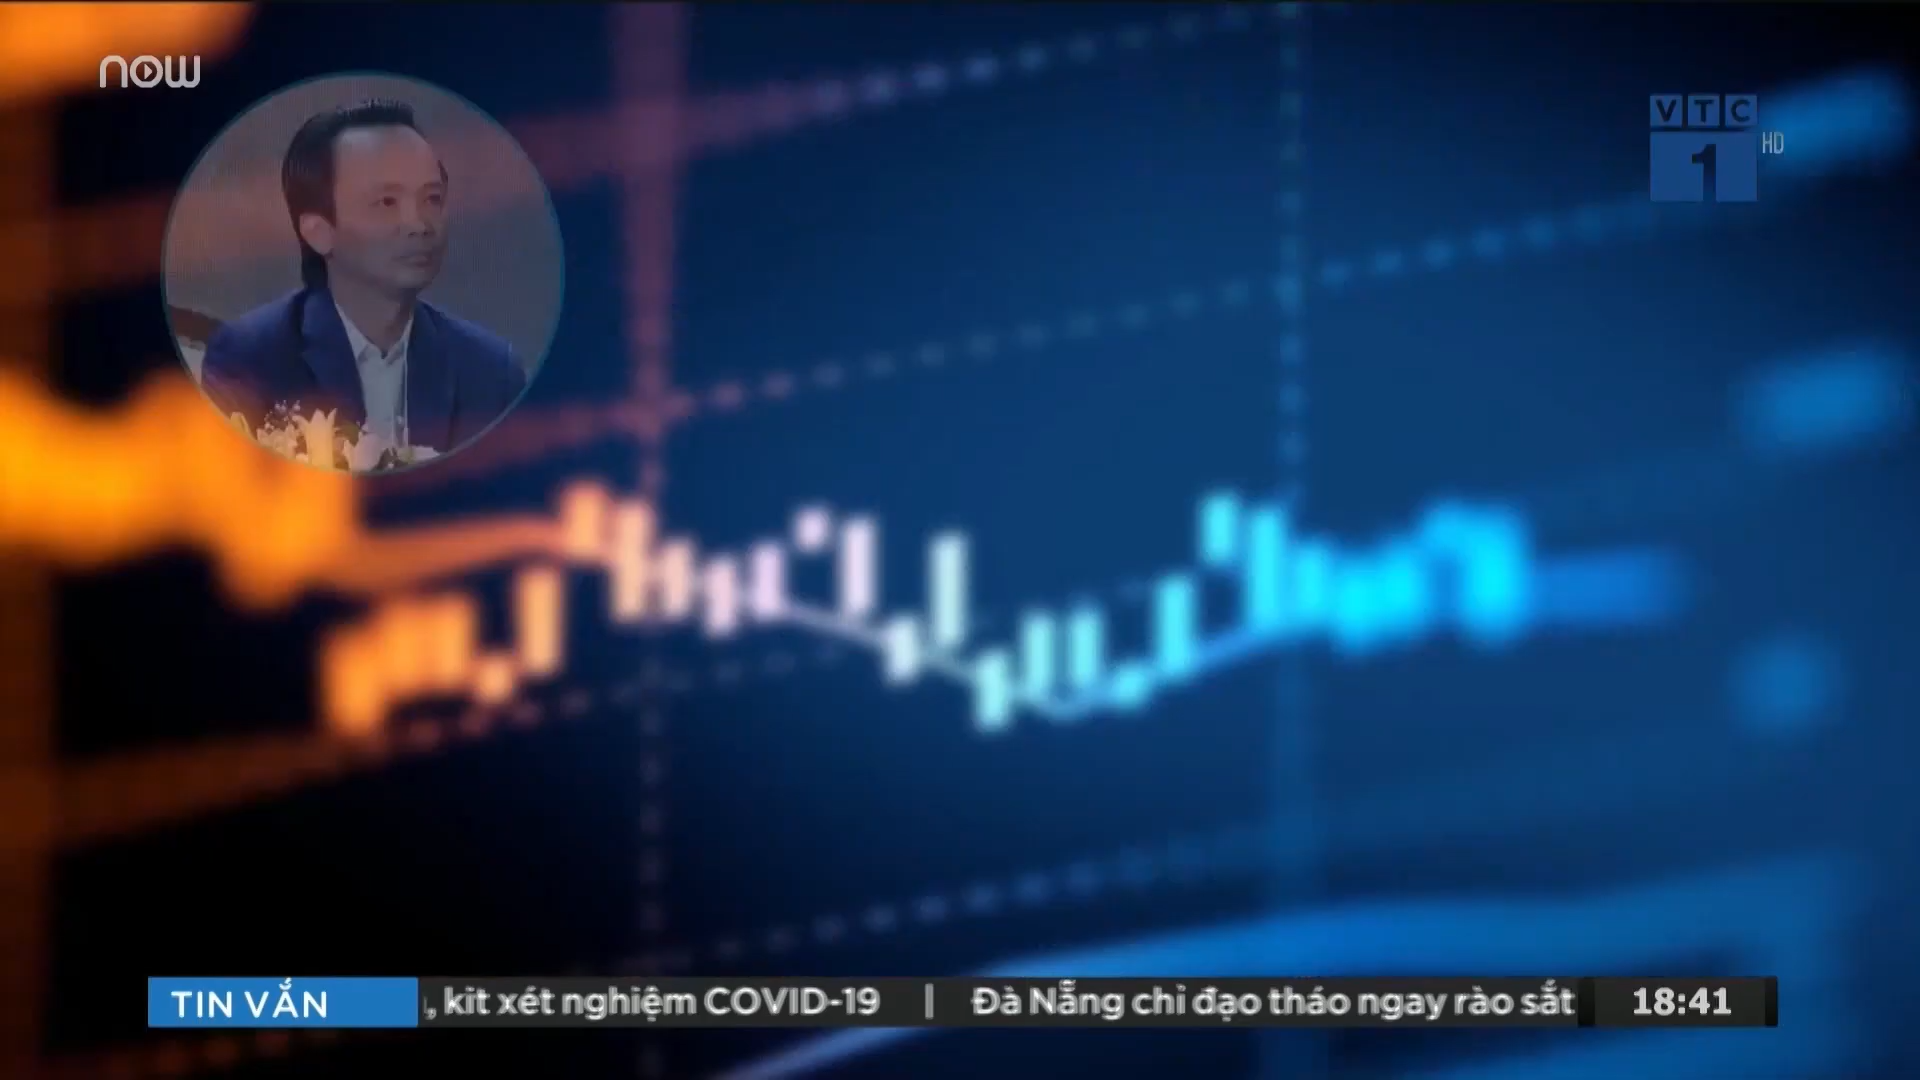 now
VTC
1
HD
TIN VẮN
, kit xét nghiệm COVID-19 | Đà Nẵng chỉ đạo tháo ngay rào sắt
18:41